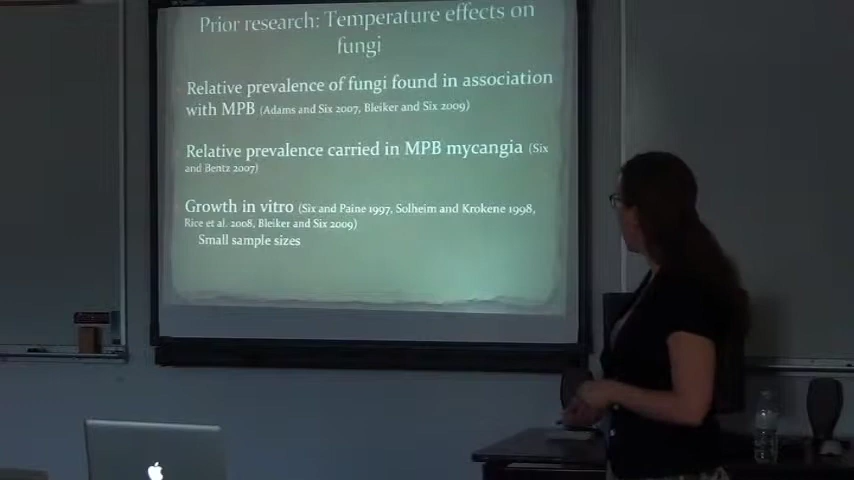 Prior research: Temperature effects on
fungi
Relative prevalence of fungi found in association
with MPB (Adams and Six 2007, Bleiker and Six 2009)
Relative prevalence carried in MPB mycangia (Six
and Bentz 2007)
Growth in vitro (Six and Paine 1997, Solheim and Krokene 1998,
Rice et al. 2008, Bleiker and Six 2009)
Small sample sizes